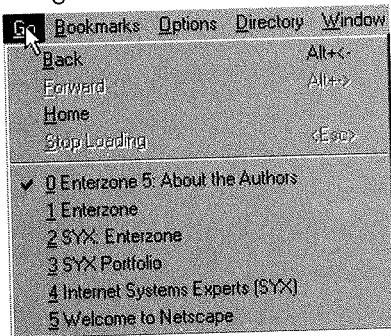 Go Bookmarks Options Directory Window
Back Alt+<-
Forward Alt+->
Home
Stop Loading <Esc>
✔ 0 Enterzone 5: About the Authors
1 Enterzone
2 SYX: Enterzone
3 SYX Portfolio
4 Internet Systems Experts (SYX)
5 Welcome to Netscape